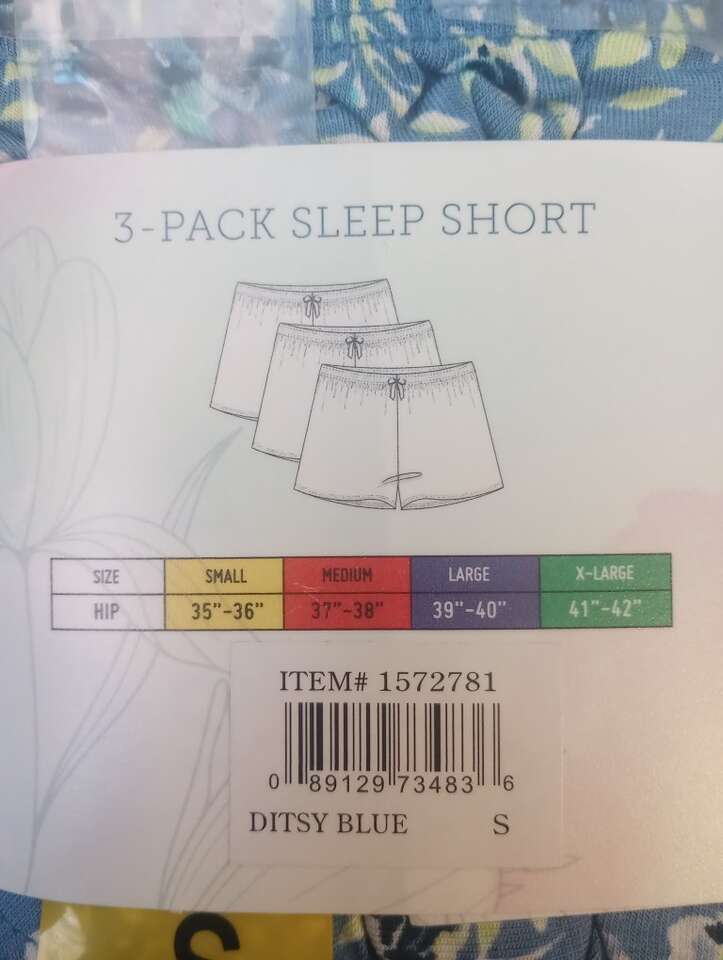 3-PACK SLEEP SHORT
SIZE SMALL MEDIUM LARGE X-LARGE
HIP 35"-36" 37"-38" 39"-40" 41"-42"
ITEM# 1572781
0 89129 73483 6
DITSY BLUE S
S